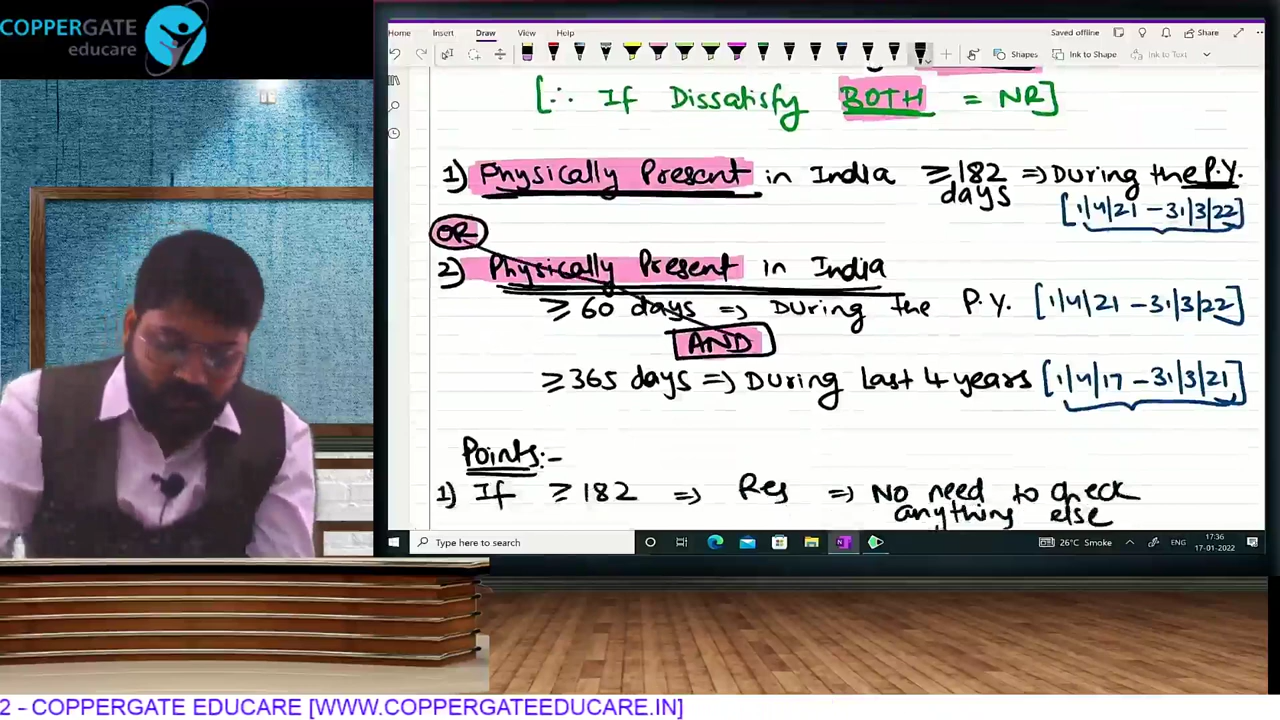 COPPERGATE
educare
Home Insert Draw View Help
Saved offline
Share
Shapes
Ink to Shape
Ink to Text
[∴ If Dissatisfy BOTH = NR]
1) Physically Present in India ≥182 days ⇒ During the P.Y.
[1/4/21 - 31/3/22]
OR
2) Physically Present in India
≥ 60 days ⇒ During the P.Y. [1/4/21 - 31/3/22]
AND
≥365 days ⇒ During last 4 years [1/4/17 - 31/3/21]
Points:-
1) If ≥ 182 ⇒ Res ⇒ No need to check
anything else
Type here to search
26°C Smoke
ENG
17:36
17-01-2022
2 - COPPERGATE EDUCARE [WWW.COPPERGATEEDUCARE.IN]